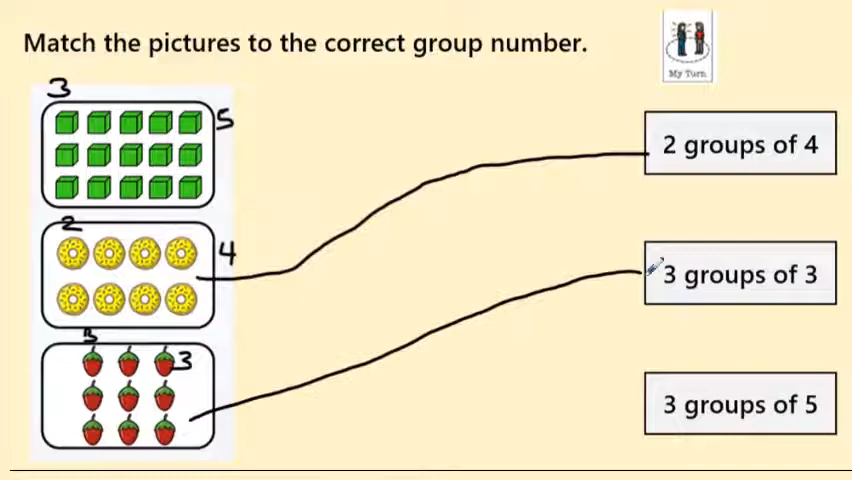 Match the pictures to the correct group number.
My Turn
3
5
2 groups of 4
2
4
3 groups of 3
3
3
3 groups of 5